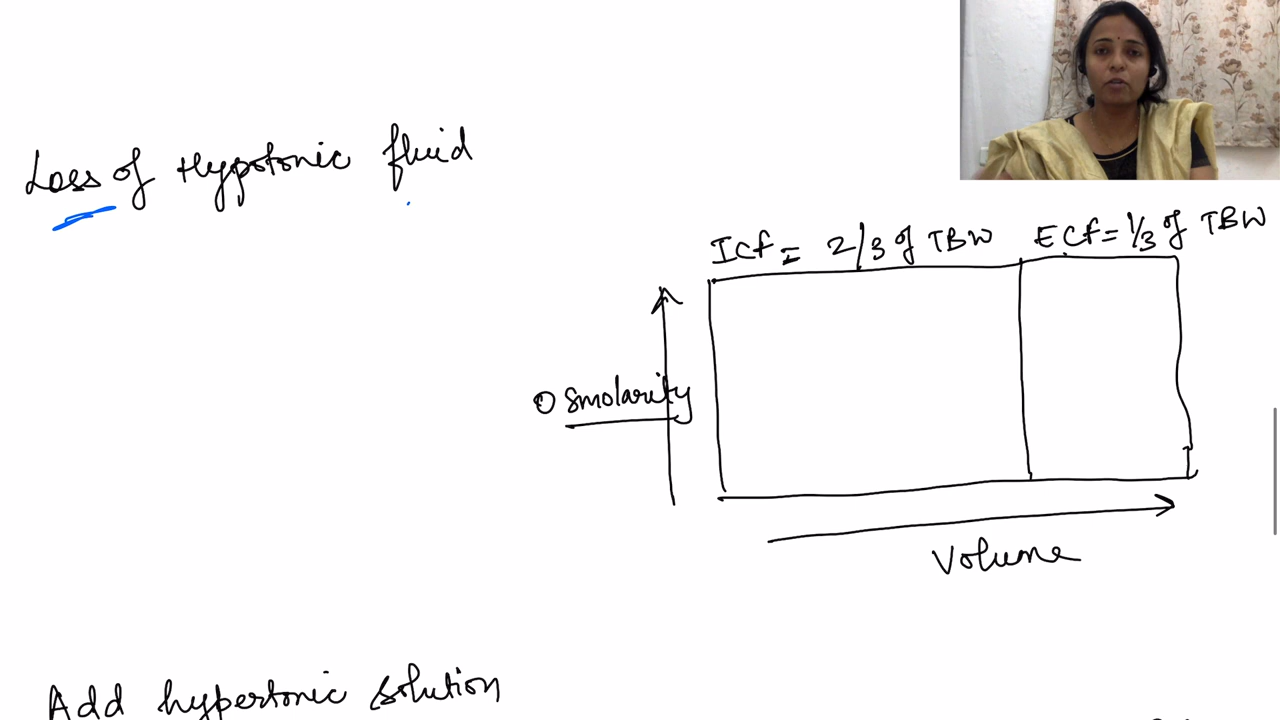 Loss of Hypotonic fluid
ICF = 2/3 of TBW ECF = 1/3 of TBW
Osmolarity
Volume
Add hypertonic solution